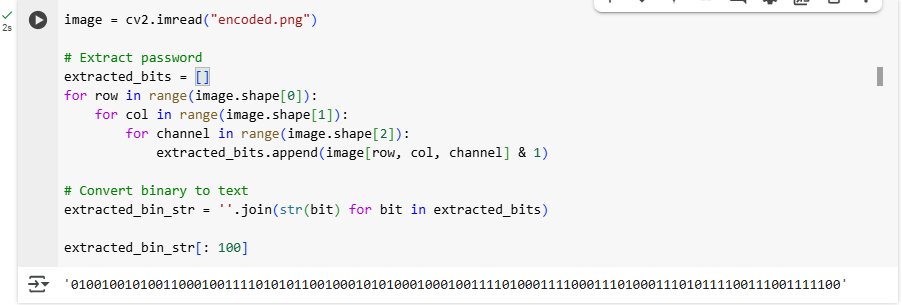 image = cv2.imread("encoded.png")
2s
# Extract password
extracted_bits = []
for row in range(image.shape[0]):
for col in range(image.shape[1]):
for channel in range(image.shape[2]):
extracted_bits.append(image[row, col, channel] & 1)
# Convert binary to text
extracted_bin_str = ''.join(str(bit) for bit in extracted_bits)
extracted_bin_str[: 100]